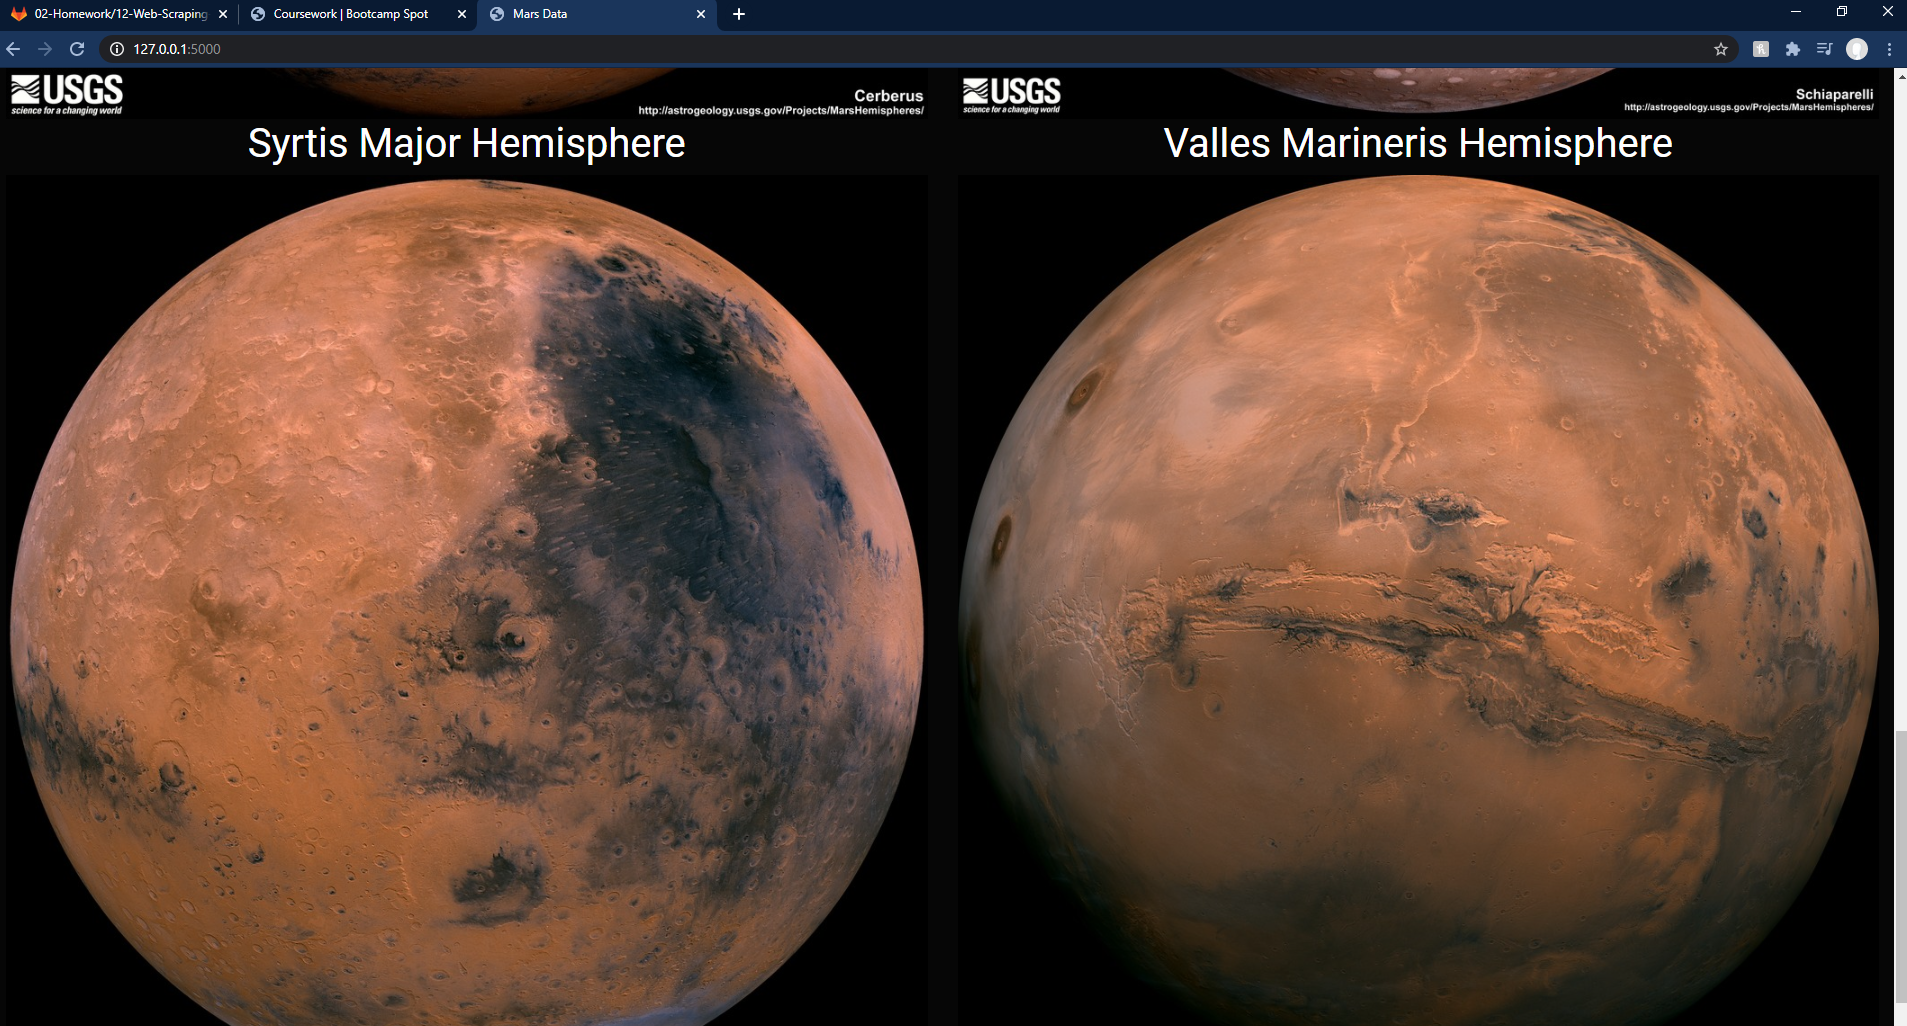 02-Homework/12-Web-Scraping
Coursework | Bootcamp Spot
Mars Data
127.0.0.1:5000
USGS
science for a changing world
Cerberus
http://astrogeology.usgs.gov/Projects/MarsHemispheres/
USGS
science for a changing world
Schiaparelli
http://astrogeology.usgs.gov/Projects/MarsHemispheres/
Syrtis Major Hemisphere
Valles Marineris Hemisphere